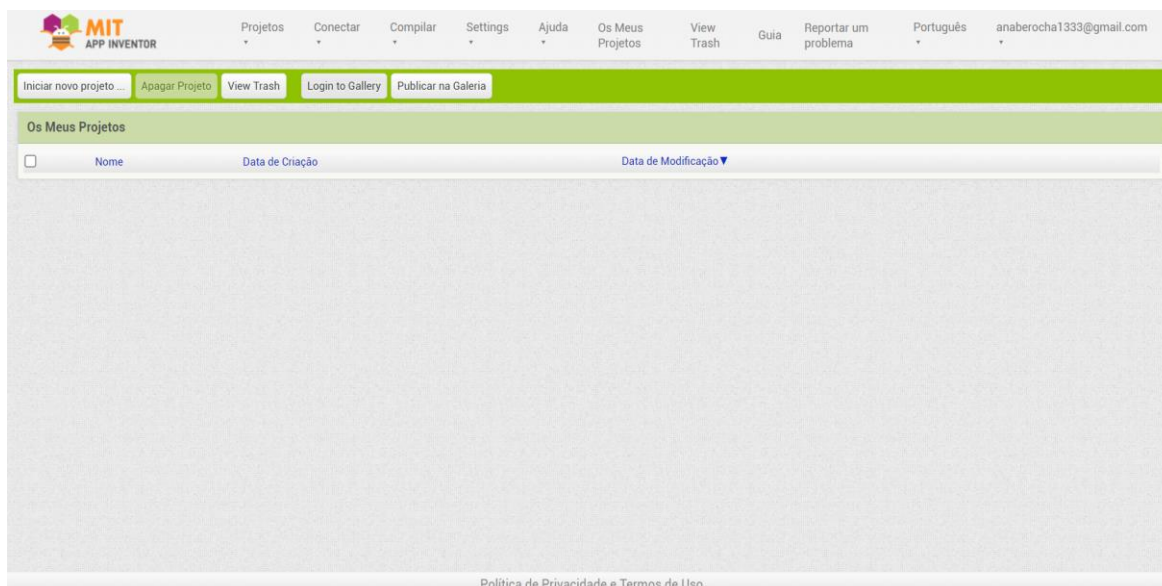 MIT
APP INVENTOR
Projetos
Conectar
Compilar
Settings
Ajuda
Os Meus
Projetos
View
Trash
Guia
Reportar um
problema
Português
anaberocha1333@gmail.com
Iniciar novo projeto ...
Apagar Projeto
View Trash
Login to Gallery
Publicar na Galeria
Os Meus Projetos
Nome
Data de Criação
Data de Modificação▼
Política de Privacidade e Termos de Uso